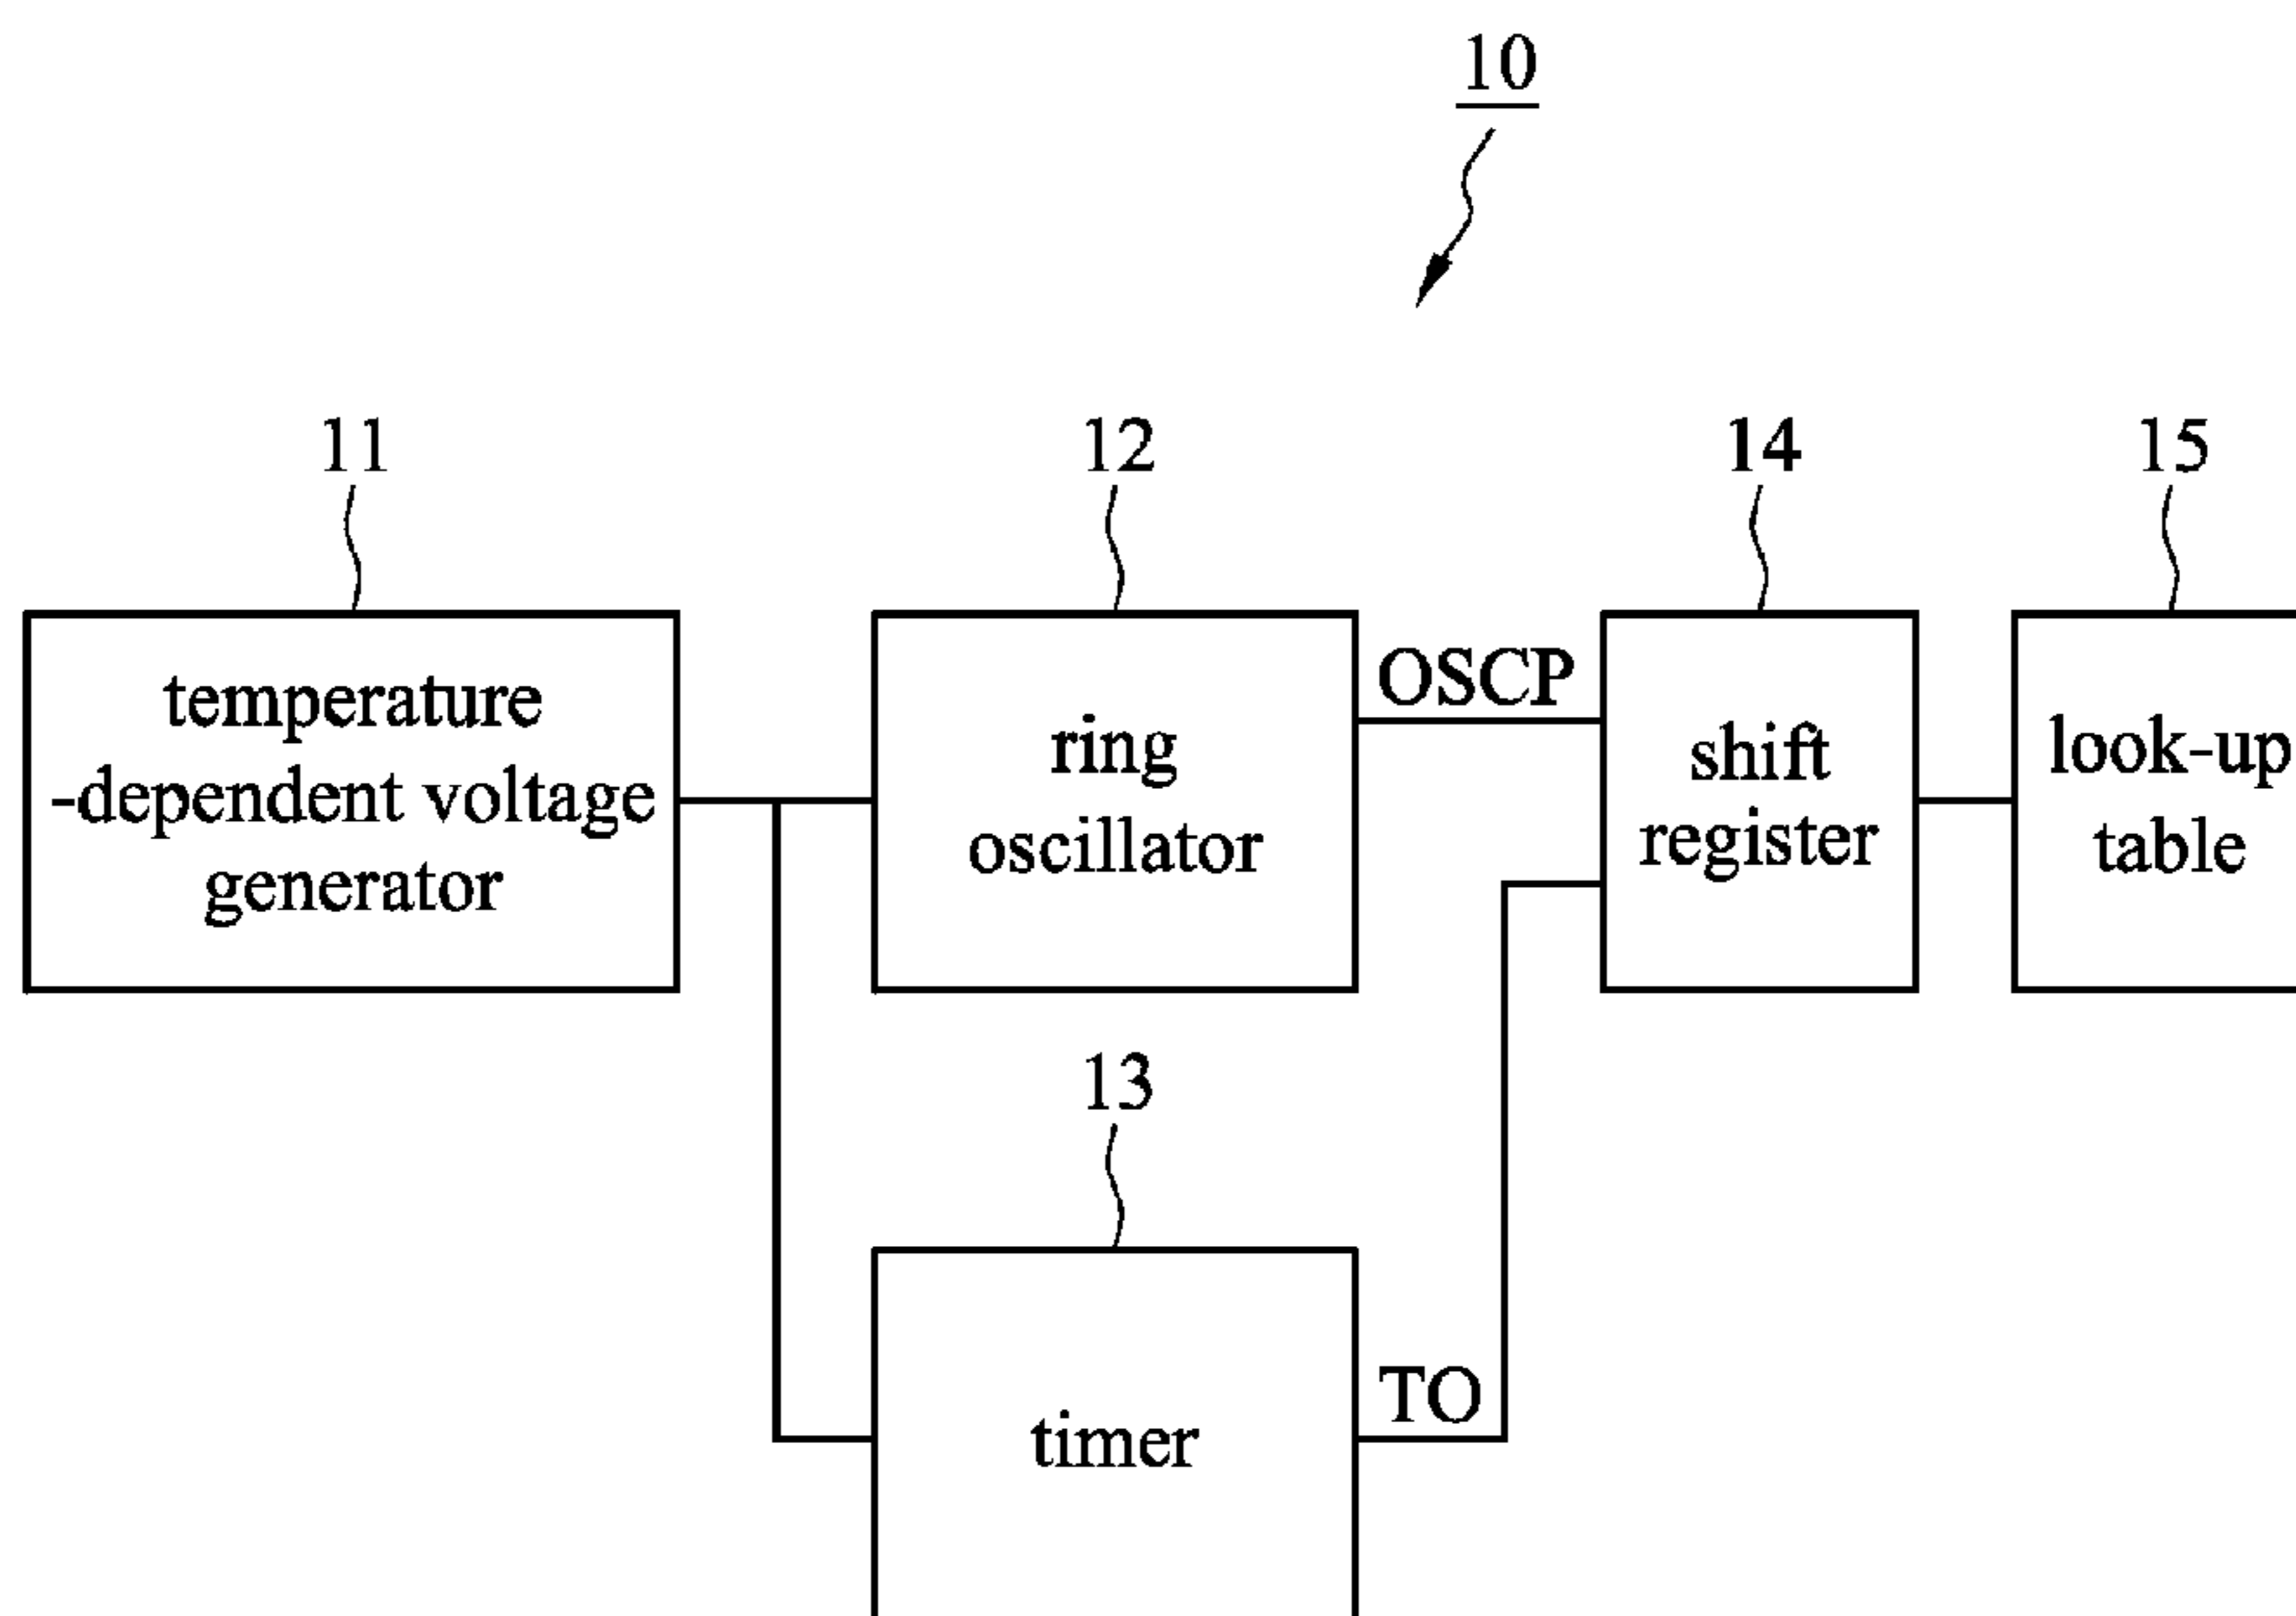 10
11
12
14
15
temperature
-dependent voltage
generator
ring
oscillator
OSCP
shift
register
look-up
table
13
timer
TO